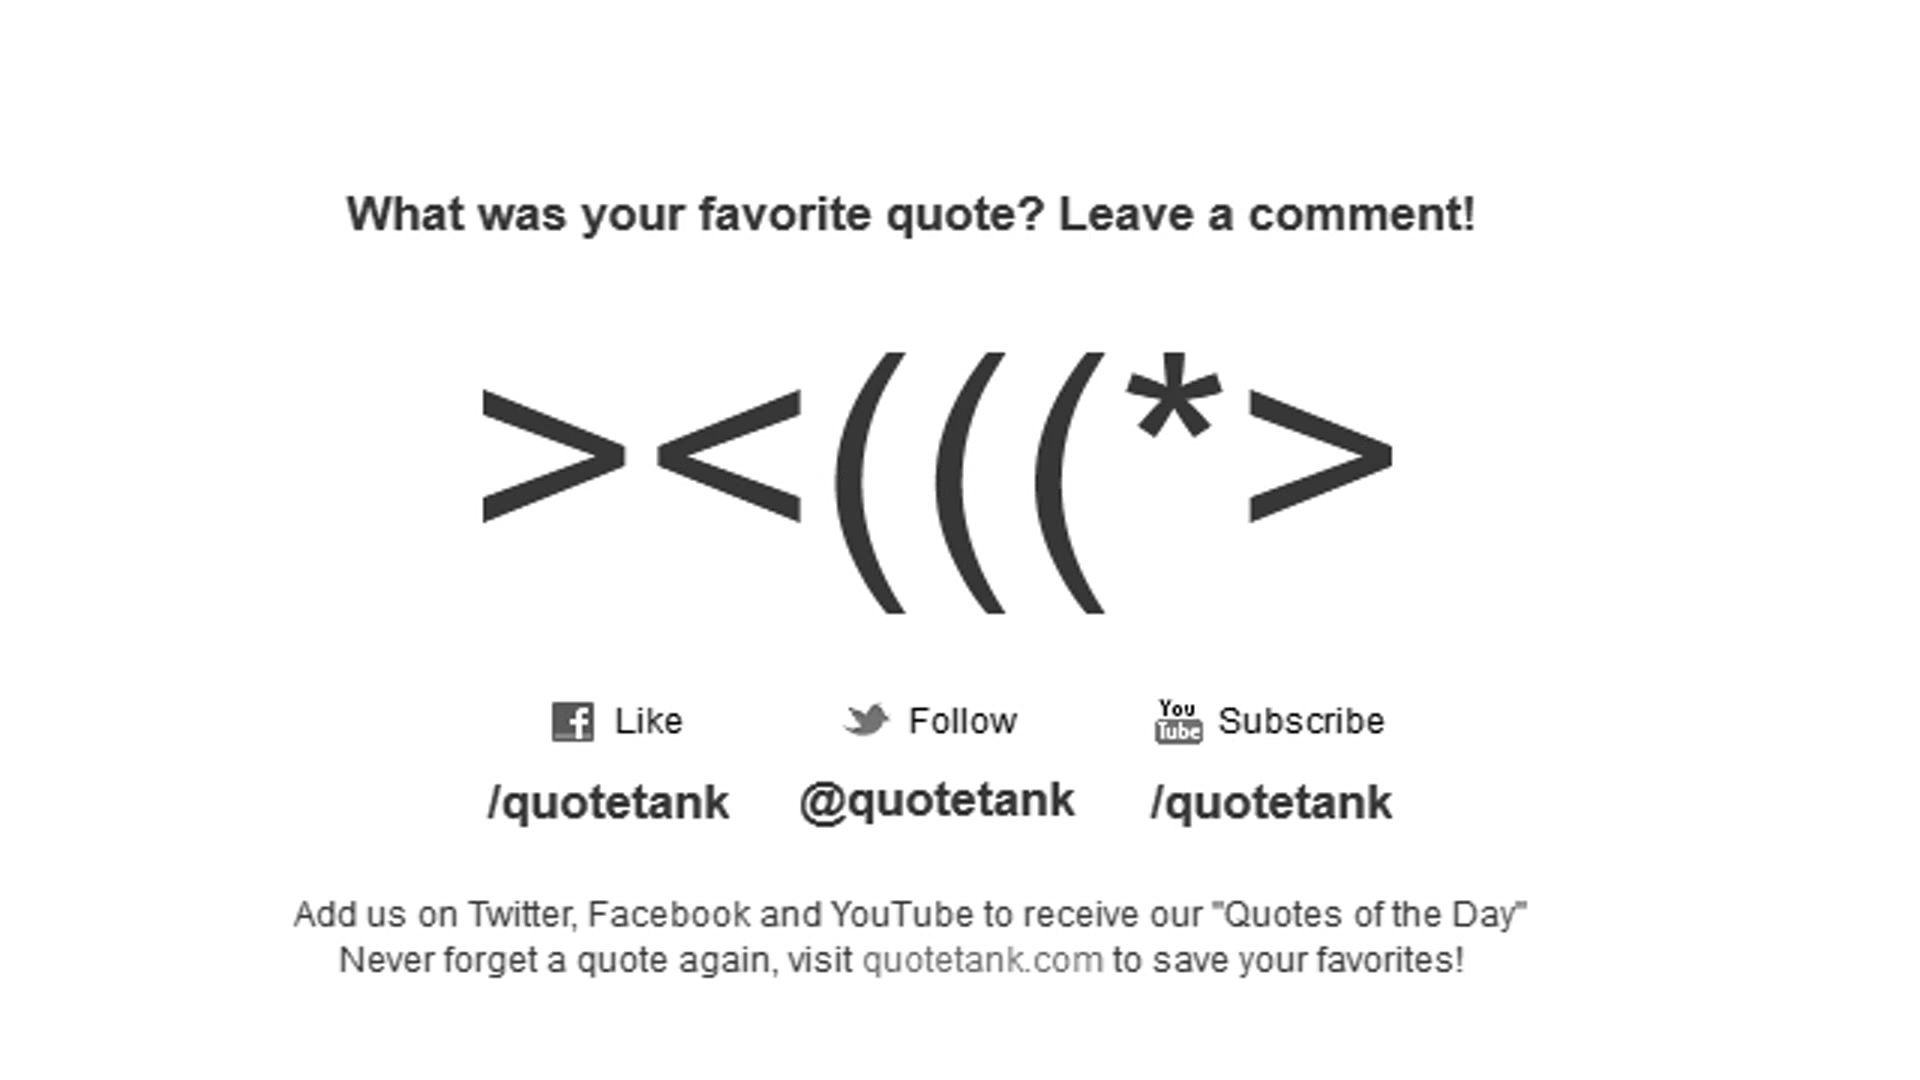 What was your favorite quote? Leave a comment!
><(((*>
f Like Follow You Tube Subscribe
/quotetank @quotetank /quotetank
Add us on Twitter, Facebook and YouTube to receive our "Quotes of the Day"
Never forget a quote again, visit quotetank.com to save your favorites!